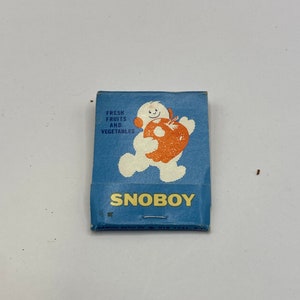 FRESH
FRUITS
AND
VEGETABLES
SNOBOY